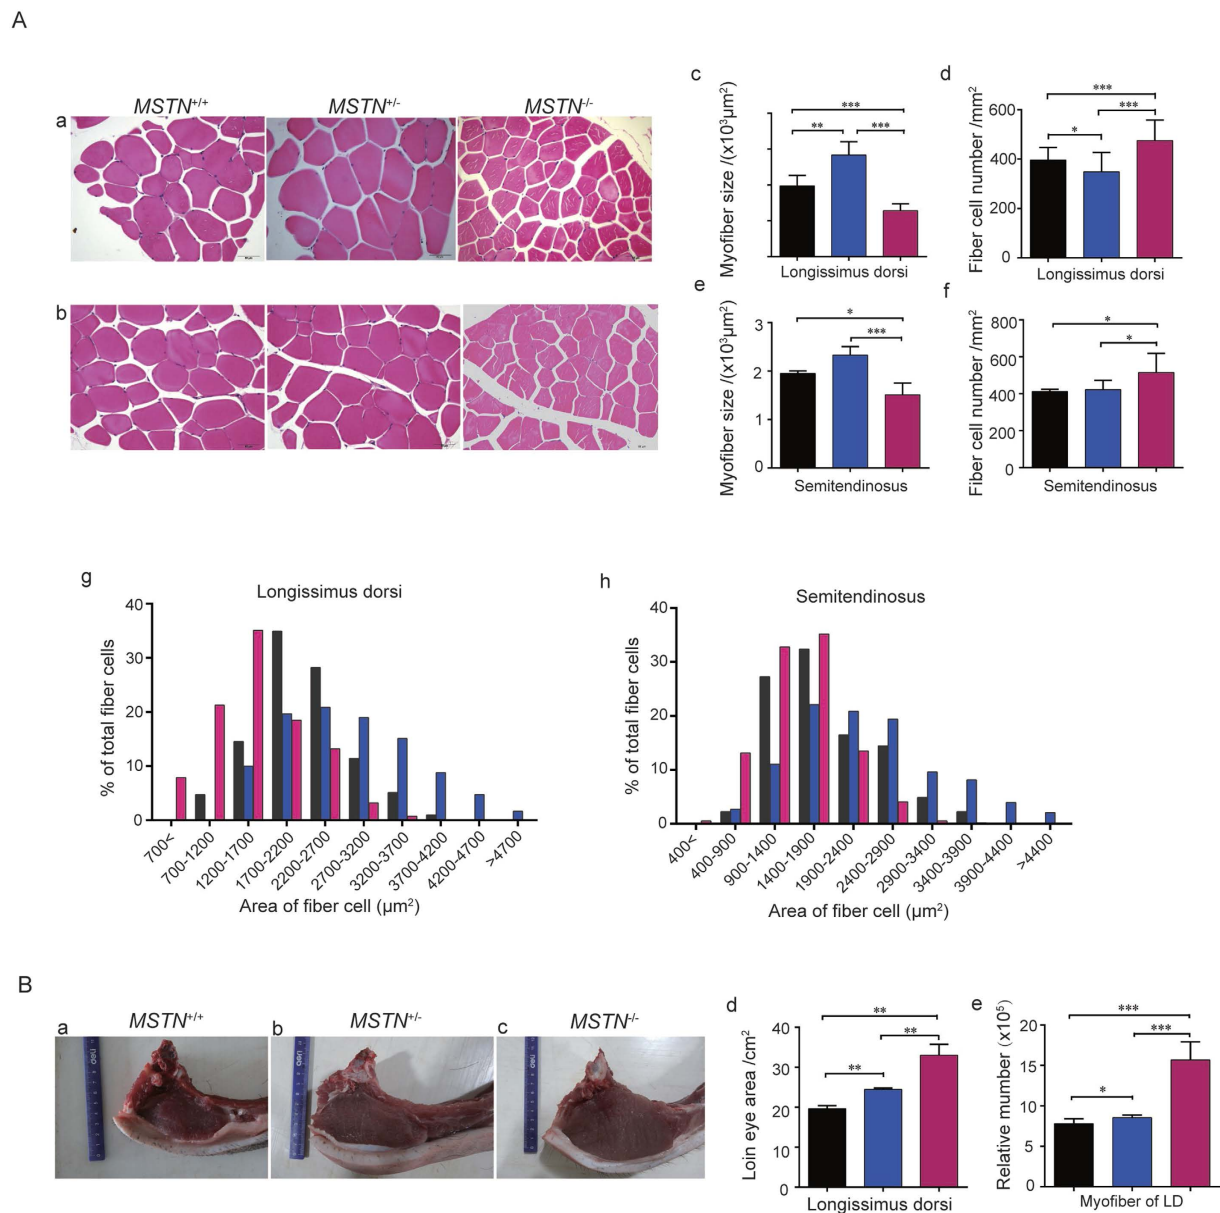 A
MSTN+/+ MSTN+/- MSTN-/-
a
b
c
Myofiber size /(x10³µm²)
***
** ***
Longissimus dorsi
d
Fiber cell number /mm²
600
400
200
0
***
***
*
Longissimus dorsi
e
Myofiber size /(x10³µm²)
3
2
1
0
*
***
Semitendinosus
f
Fiber cell number /mm²
800
600
400
600
0
*
*
Semitendinosus
g
Longissimus dorsi
% of total fiber cells
40
30
20
10
0
700<
700-1200
1200-1700
1700-2200
2200-2700
2700-3200
3200-3700
3700-4200
4200-4700
>4700
Area of fiber cell (µm²)
h
Semitendinosus
% of total fiber cells
40
30
20
10
0
400<
400-900
900-1400
1400-1900
1900-2400
2400-2900
2900-3400
3400-3900
3900-4400
>4400
Area of fiber cell (µm²)
B
a MSTN+/+
b MSTN+/-
c MSTN-/-
d
Loin eye area /cm²
40
30
20
10
0
**
**
**
Longissimus dorsi
e
Relative mumber (x10⁵)
20
15
10
5
0
***
***
*
Myofiber of LD